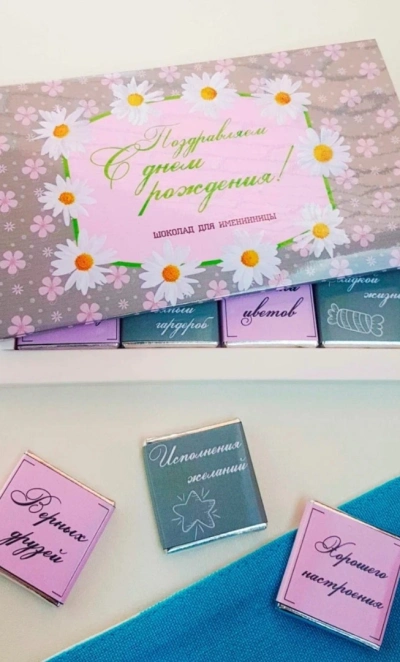 Поздравляем
С днем
рождения!
ШОКОЛАД ДЛЯ ИМЕНИННИЦЫ
гардероб
цветов
жизни
Исполнения
желаний
Верных
друзей
Хорошего
настроения